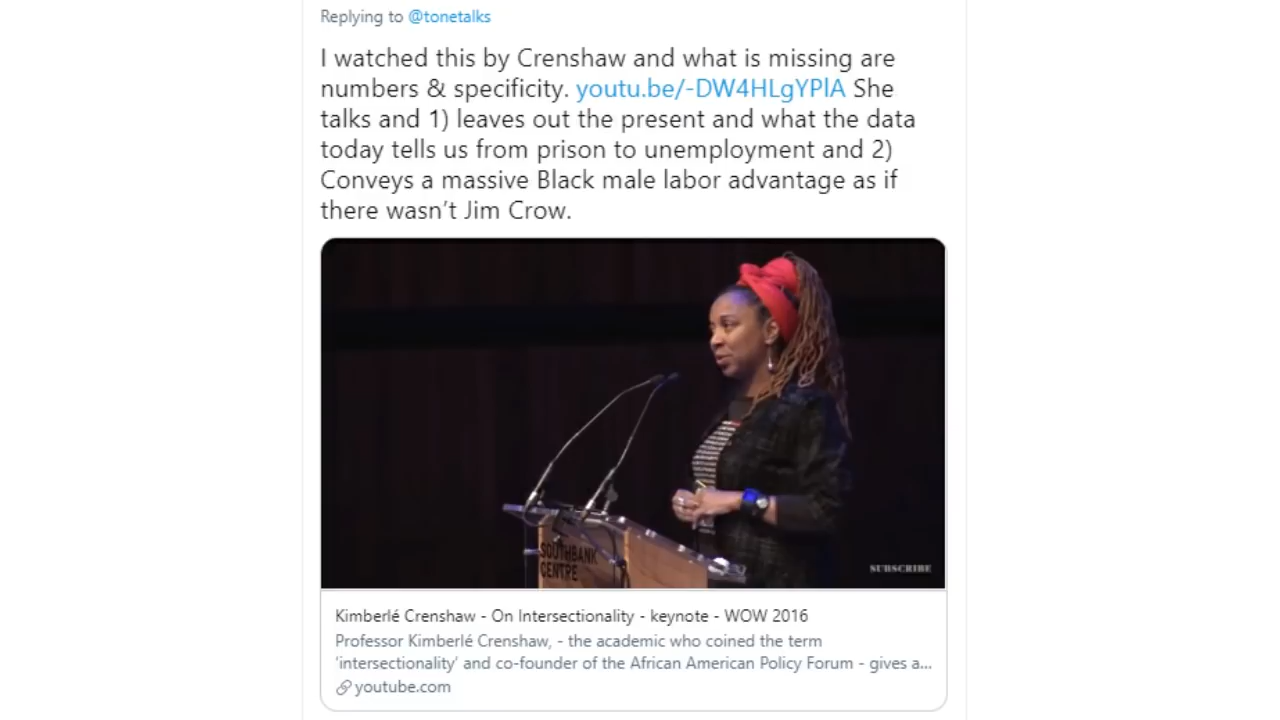 Replying to @tonetalks
I watched this by Crenshaw and what is missing are
numbers & specificity. youtu.be/-DW4HLgYPlA She
talks and 1) leaves out the present and what the data
today tells us from prison to unemployment and 2)
Conveys a massive Black male labor advantage as if
there wasn’t Jim Crow.
SOUTHBANK
CENTRE
SUBSCRIBE
Kimberlé Crenshaw - On Intersectionality - keynote - WOW 2016
Professor Kimberlé Crenshaw, - the academic who coined the term
'intersectionality' and co-founder of the African American Policy Forum - gives a...
youtube.com